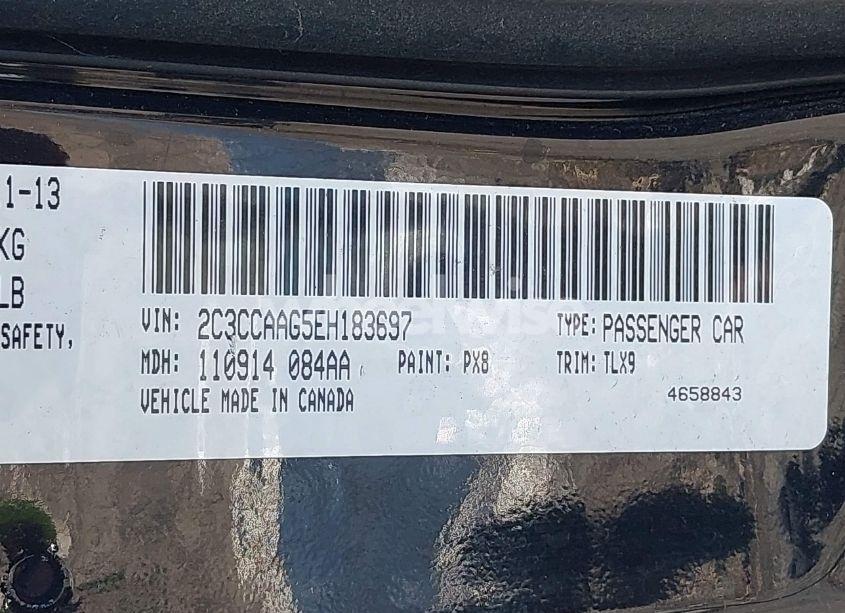 1-13
KG
LB
SAFETY,
VIN: 2C3CCAAG5EH183697 TYPE: PASSENGER CAR
MDH: 110914 084AA PAINT: PX8 TRIM: TLX9
VEHICLE MADE IN CANADA 4658843